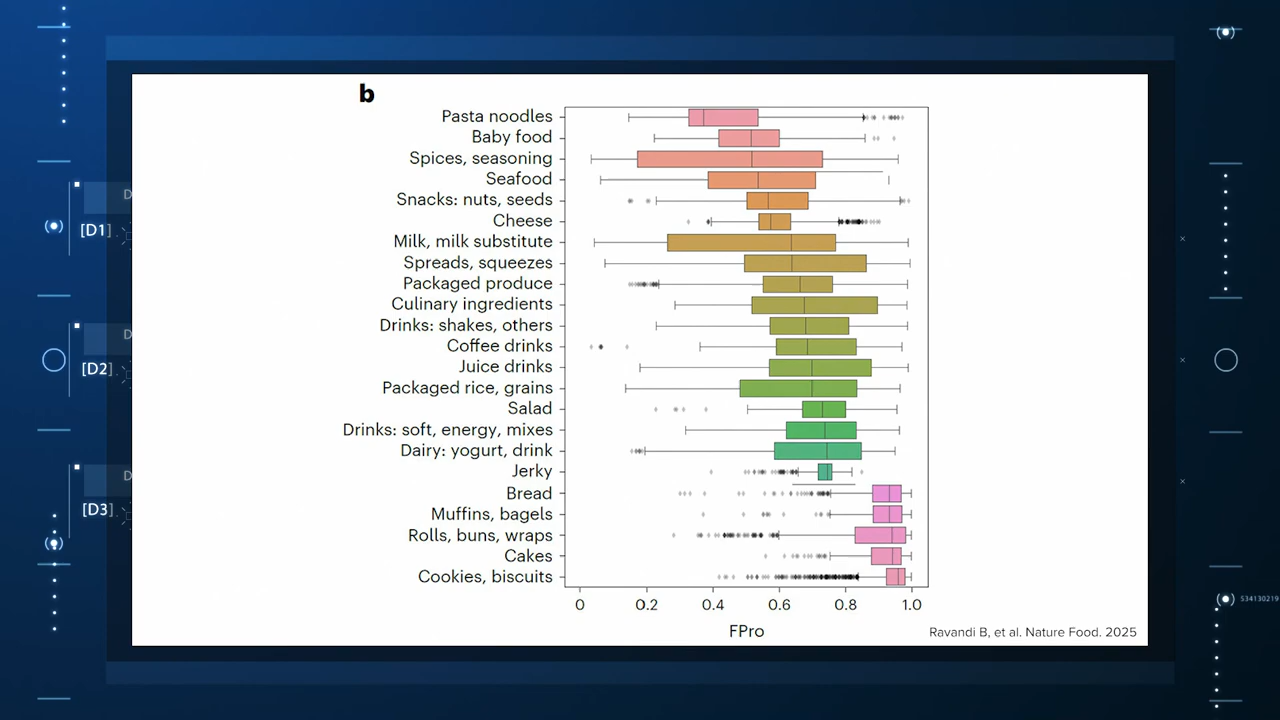 b
Pasta noodles
Baby food
Spices, seasoning
Seafood
Snacks: nuts, seeds
Cheese
Milk, milk substitute
Spreads, squeezes
Packaged produce
Culinary ingredients
Drinks: shakes, others
Coffee drinks
Juice drinks
Packaged rice, grains
Salad
Drinks: soft, energy, mixes
Dairy: yogurt, drink
Jerky
Bread
Muffins, bagels
Rolls, buns, wraps
Cakes
Cookies, biscuits
0 0.2 0.4 0.6 0.8 1.0
FPro
Ravandi B, et al. Nature Food. 2025
D
[D1]
D
[D2]
D
[D3]
534130219